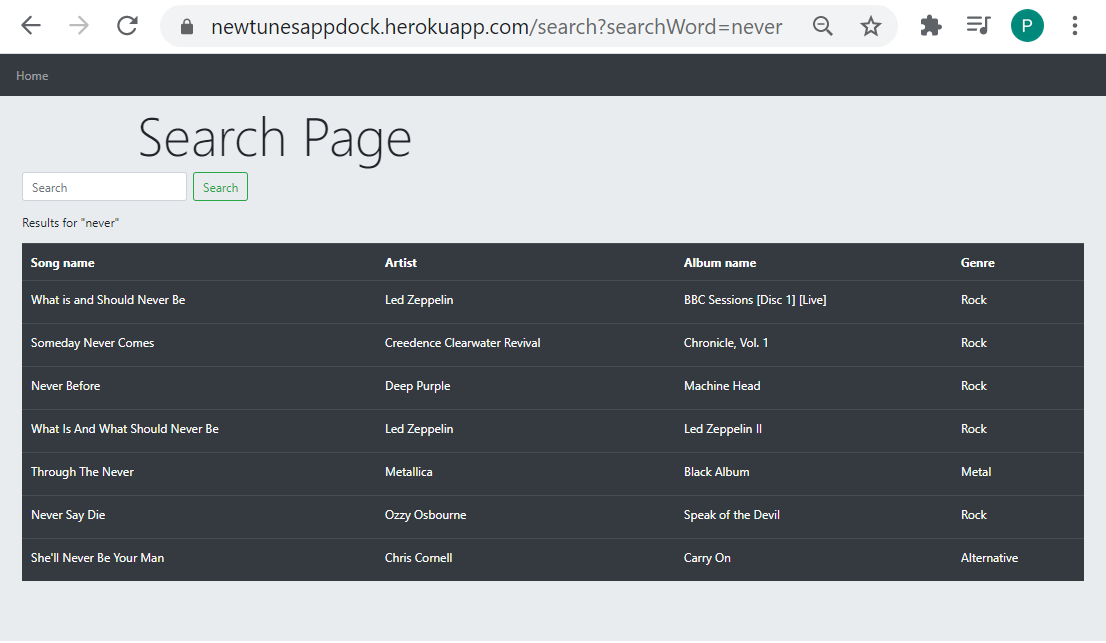 newtunesappdock.herokuapp.com/search?searchWord=never
P
Home
Search Page
Search Search
Results for "never"
Song name Artist Album name Genre
What is and Should Never Be Led Zeppelin BBC Sessions [Disc 1] [Live] Rock
Someday Never Comes Creedence Clearwater Revival Chronicle, Vol. 1 Rock
Never Before Deep Purple Machine Head Rock
What Is And What Should Never Be Led Zeppelin Led Zeppelin II Rock
Through The Never Metallica Black Album Metal
Never Say Die Ozzy Osbourne Speak of the Devil Rock
She'll Never Be Your Man Chris Cornell Carry On Alternative